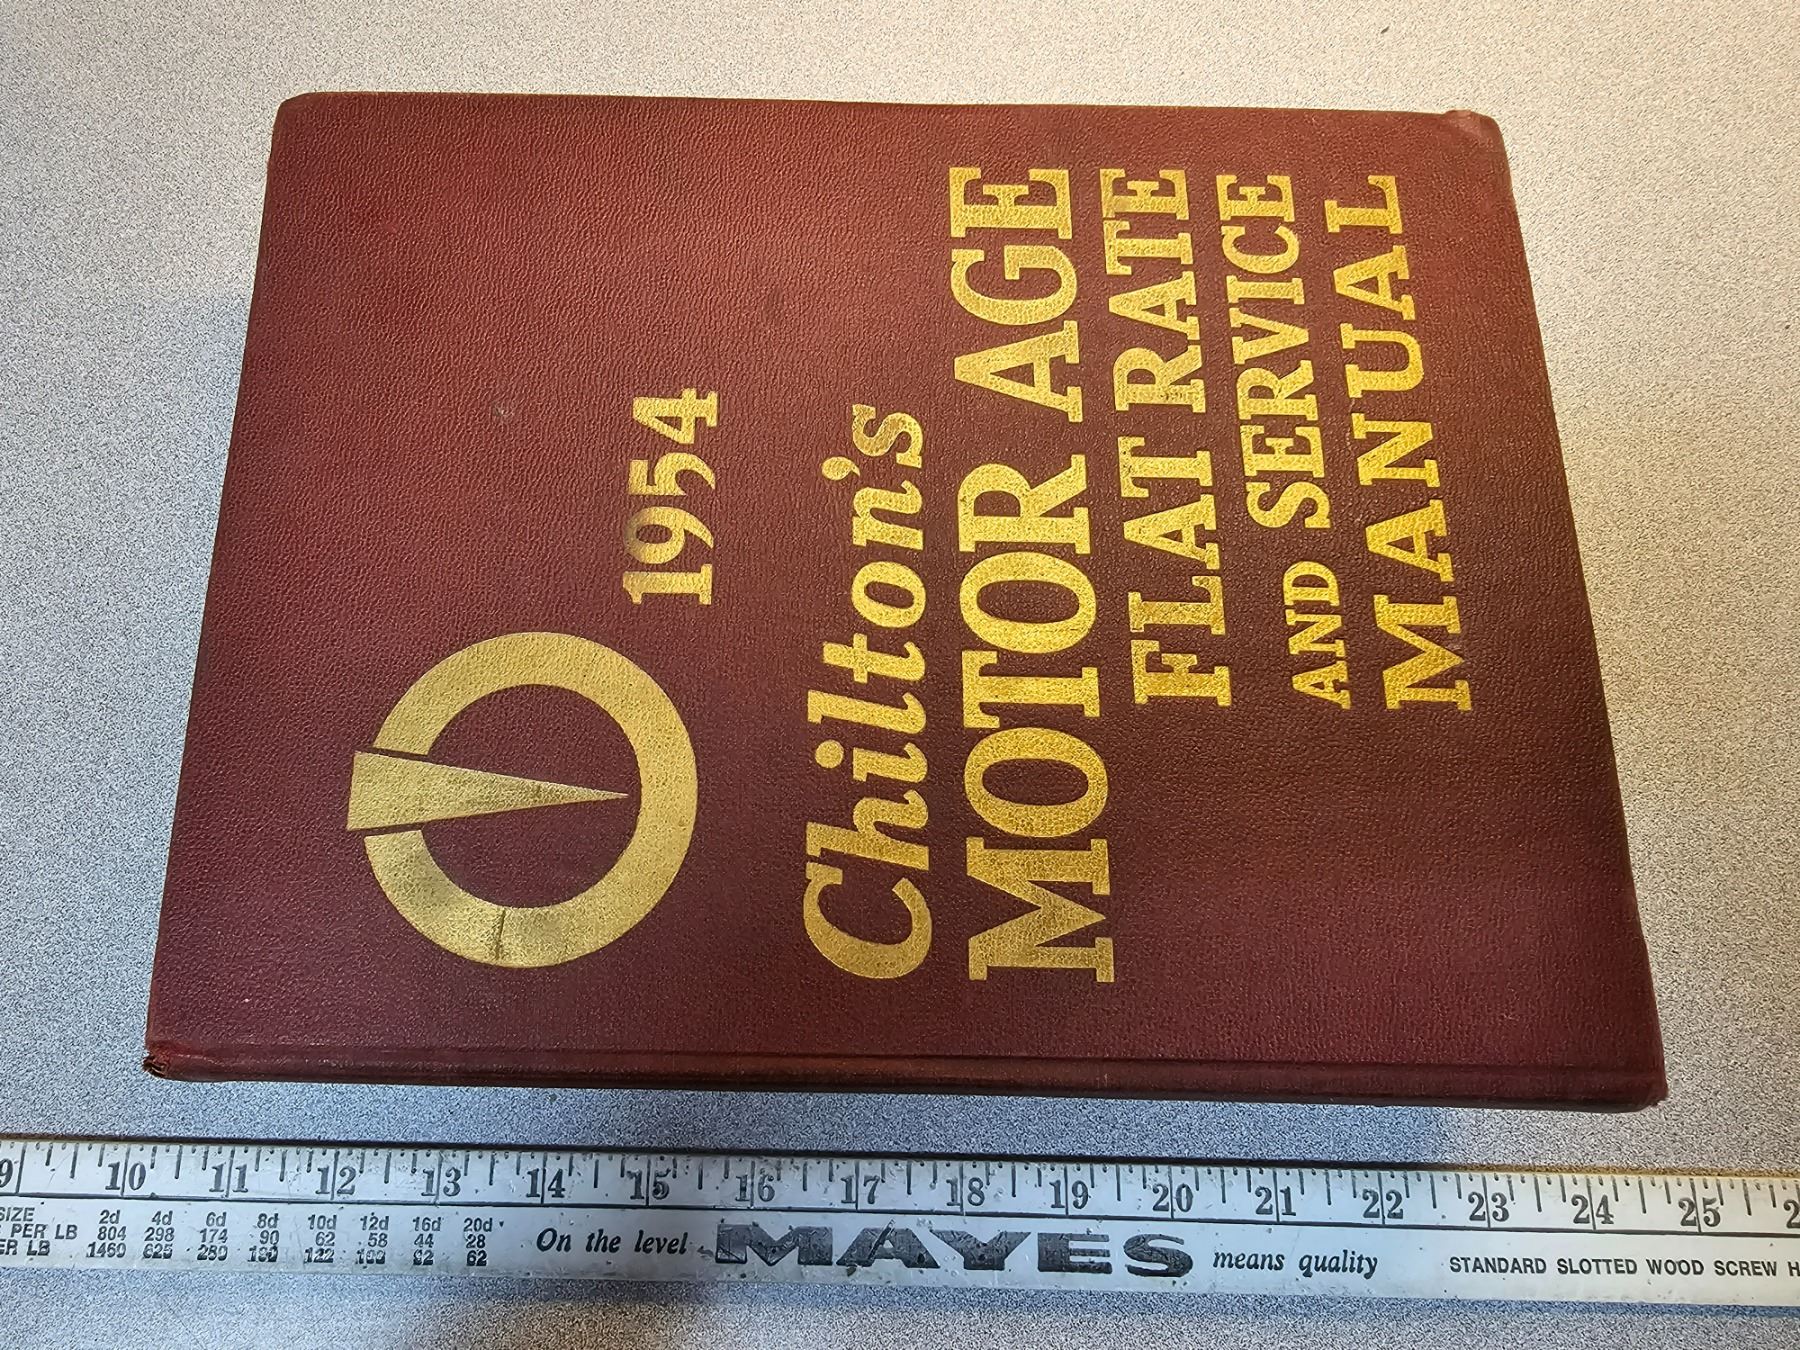 1954
Chilton's
MOTOR AGE
FLAT RATE
AND SERVICE
MANUAL
9 10 11 12 13 14 15 16 17 18 19 20 21 22 23 24 25 2
SIZE 2d 4d 6d 8d 10d 12d 16d 20d
PER LB 804 298 174 90 62 58 44 28
ER LB 1460 625 280 122 62
On the level MAYES means quality
STANDARD SLOTTED WOOD SCREW H